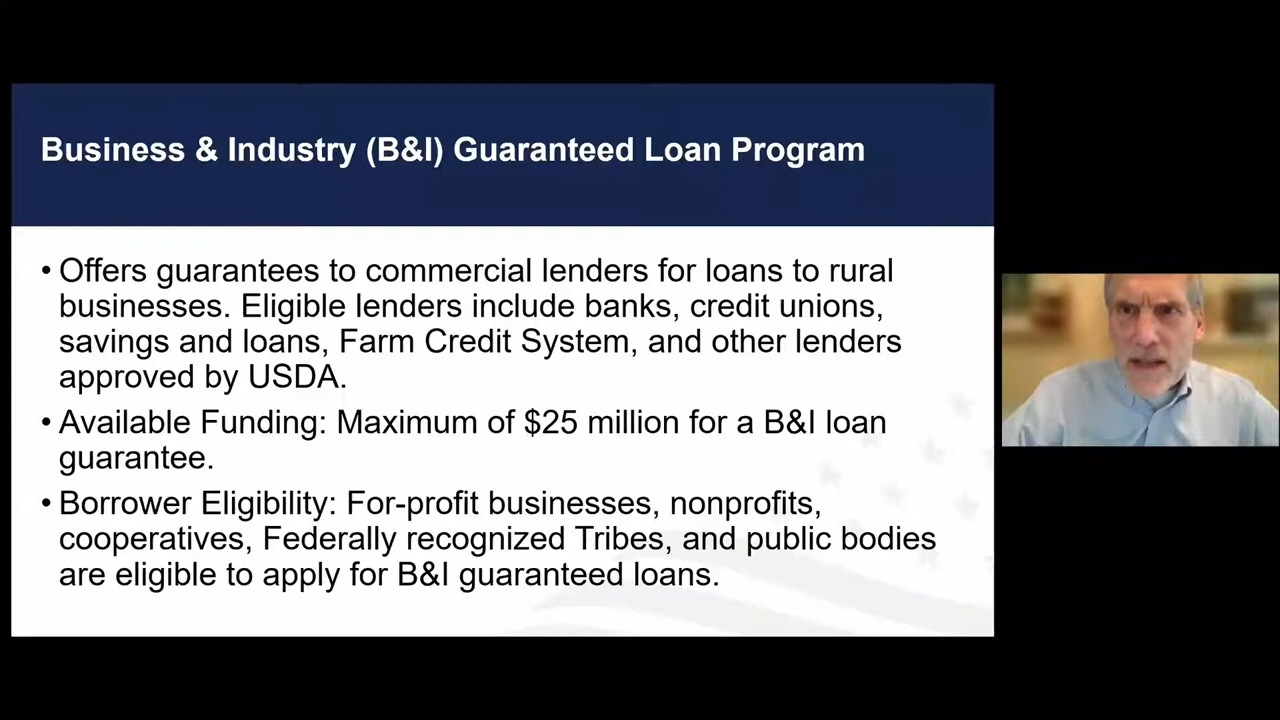 Business & Industry (B&I) Guaranteed Loan Program
• Offers guarantees to commercial lenders for loans to rural
businesses. Eligible lenders include banks, credit unions,
savings and loans, Farm Credit System, and other lenders
approved by USDA.
• Available Funding: Maximum of $25 million for a B&I loan
guarantee.
• Borrower Eligibility: For-profit businesses, nonprofits,
cooperatives, Federally recognized Tribes, and public bodies
are eligible to apply for B&I guaranteed loans.